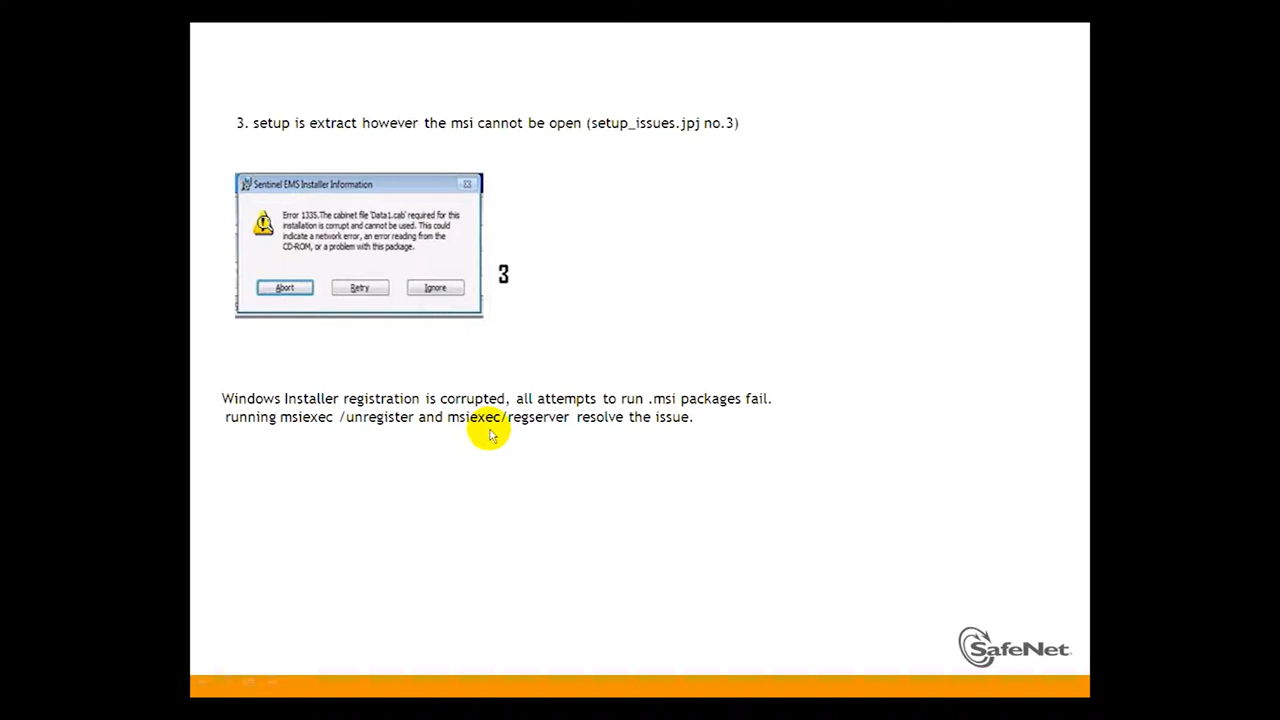 3. setup is extract however the msi cannot be open (setup_issues.jpj no.3)
Sentinel EMS Installer Information
Error 1335.The cabinet file 'Data1.cab' required for this
installation is corrupt and cannot be used. This could
indicate a network error, an error reading from the
CD-ROM, or a problem with this package.
Abort Retry Ignore
3
Windows Installer registration is corrupted, all attempts to run .msi packages fail.
running msiexec /unregister and msiexec/regserver resolve the issue.
SafeNet